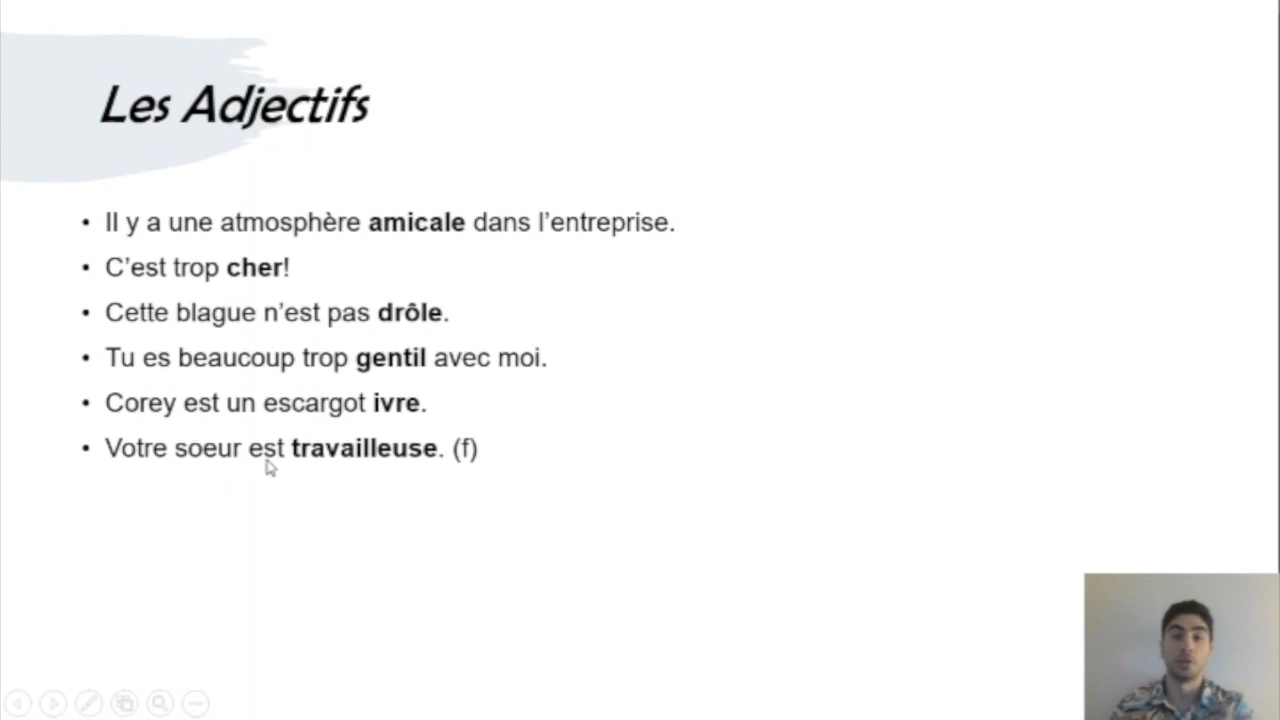 Les Adjectifs
• Il y a une atmosphère amicale dans l’entreprise.
• C’est trop cher!
• Cette blague n’est pas drôle.
• Tu es beaucoup trop gentil avec moi.
• Corey est un escargot ivre.
• Votre soeur est travailleuse. (f)